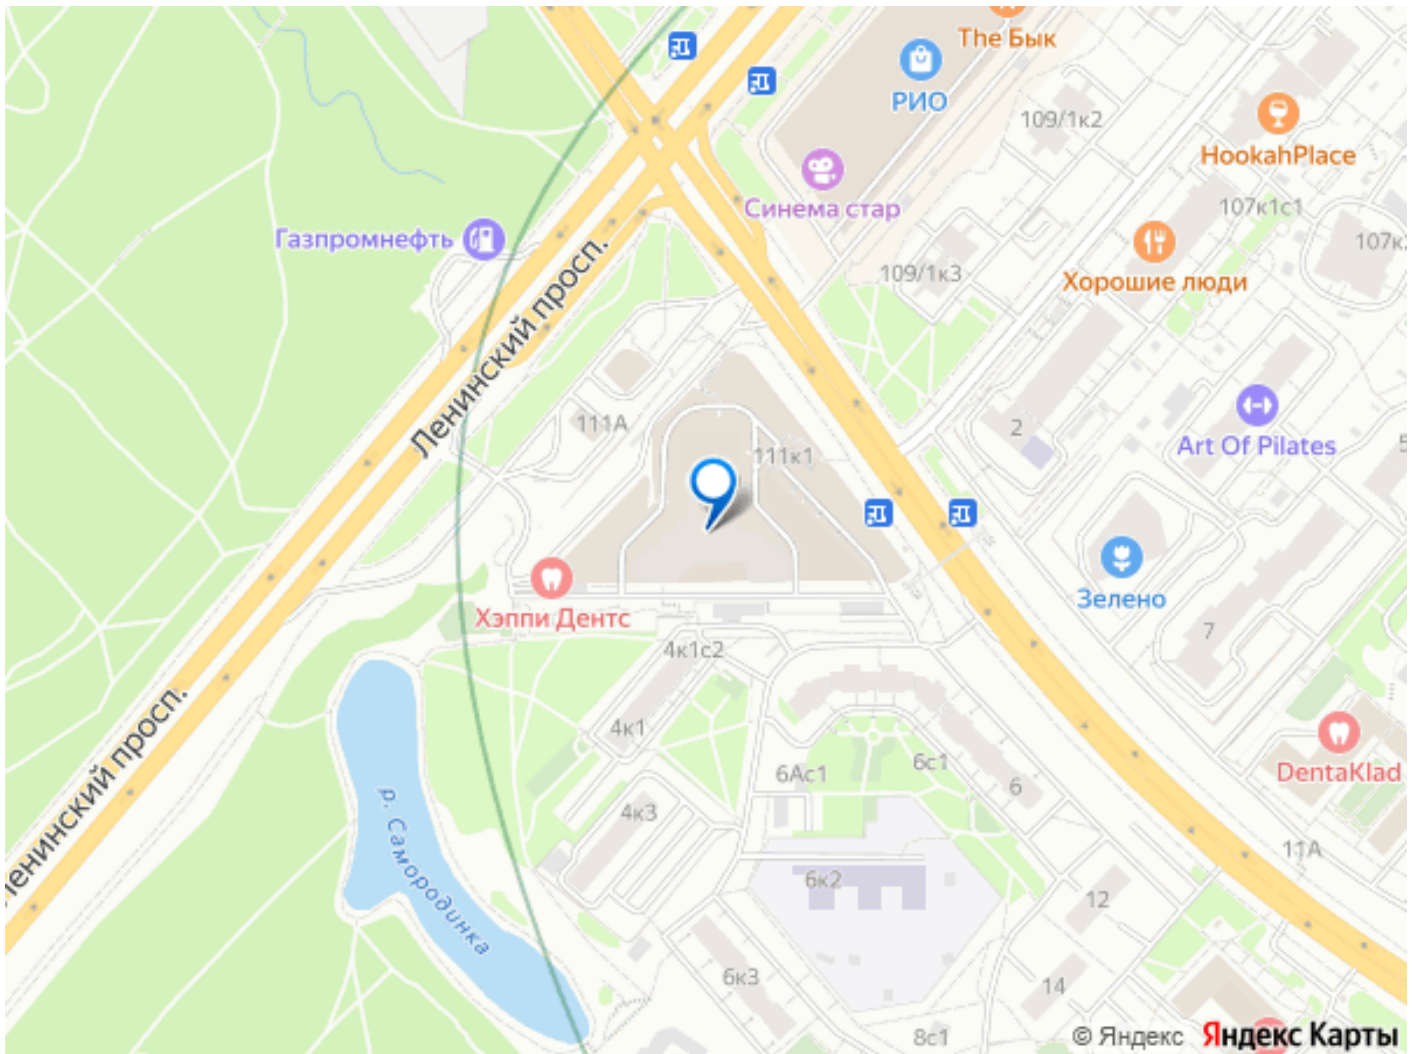 The Бык
РИО
109/1к2
HookahPlace
Синема стар
107к1с1
Газпромнефть
107к
109/1к3
Хорошие люди
Ленинский просп.
111А
2
111к1
Art Of Pilates
Хэппи Дентс
Зелено
7
4к1с2
4к1
Ленинский просп.
6Ас1
6с1
6
DentaKlad
4к3
р. Самородинка
11А
6к2
12
6к3
14
8с1
© Яндекс Яндекс Карты